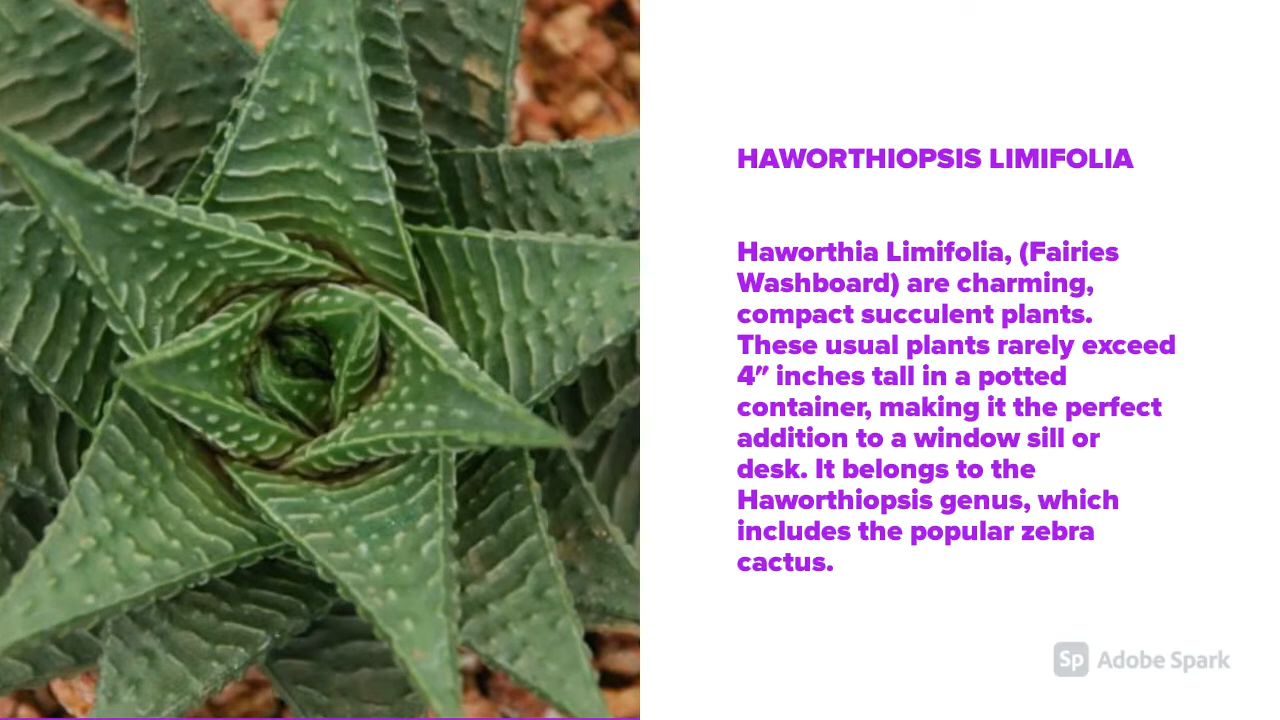 HAWORTHIOPSIS LIMIFOLIA
Haworthia Limifolia, (Fairies
Washboard) are charming,
compact succulent plants.
These usual plants rarely exceed
4” inches tall in a potted
container, making it the perfect
addition to a window sill or
desk. It belongs to the
Haworthiopsis genus, which
includes the popular zebra
cactus.
Sp Adobe Spark